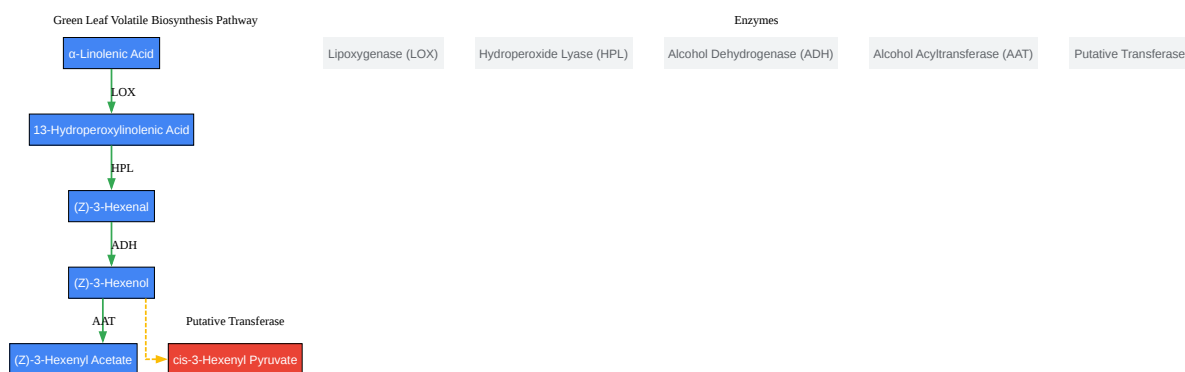 Green Leaf Volatile Biosynthesis Pathway
Enzymes
α-Linolenic Acid
Lipoxygenase (LOX)
Hydroperoxide Lyase (HPL)
Alcohol Dehydrogenase (ADH)
Alcohol Acyltransferase (AAT)
Putative Transferase
LOX
13-Hydroperoxylinolenic Acid
HPL
(Z)-3-Hexenal
ADH
(Z)-3-Hexenol
AAT
Putative Transferase
(Z)-3-Hexenyl Acetate
cis-3-Hexenyl Pyruvate